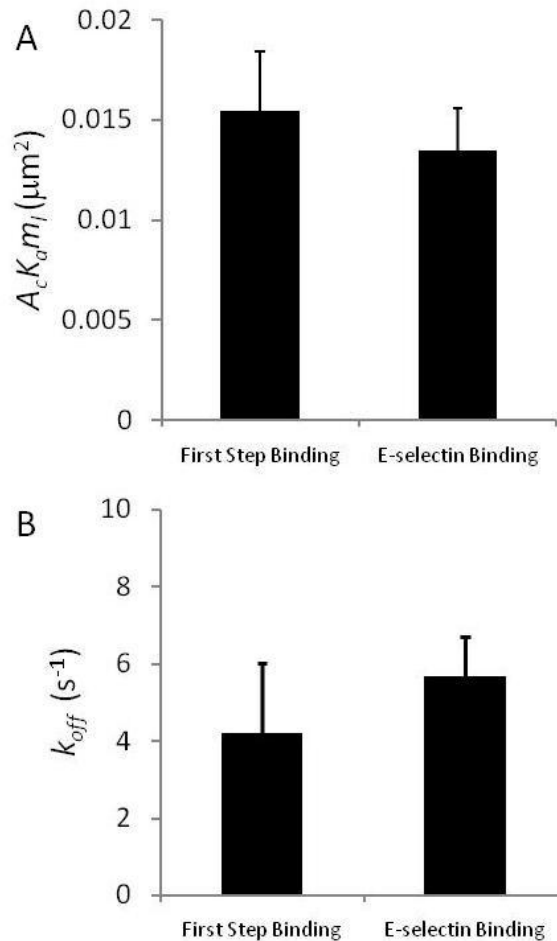 A
0.02
0.015
0.01
0.005
0
AcKaml (μm²)
First Step Binding E-selectin Binding
B
10
8
6
4
2
0
koff (s⁻¹)
First Step Binding E-selectin Binding